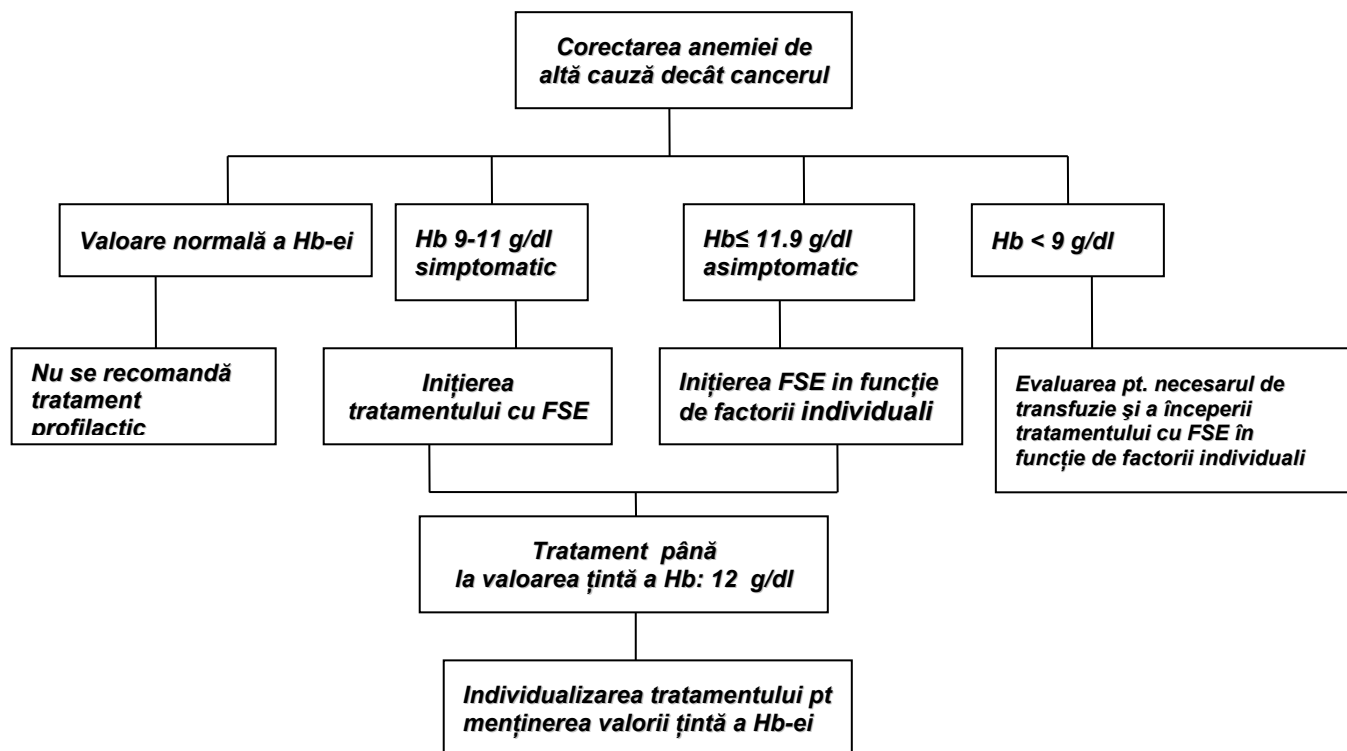 Corectarea anemiei de
altă cauză decât cancerul
Valoare normală a Hb-ei
Hb 9-11 g/dl
simptomatic
Hb≤ 11.9 g/dl
asimptomatic
Hb < 9 g/dl
Nu se recomandă
tratament
profilactic
Inițierea
tratamentului cu FSE
Inițierea FSE in funcție
de factorii individuali
Evaluarea pt. necesarul de
transfuzie şi a începerii
tratamentului cu FSE în
funcție de factorii individuali
Tratament până
la valoarea țintă a Hb: 12 g/dl
Individualizarea tratamentului pt
menținerea valorii țintă a Hb-ei